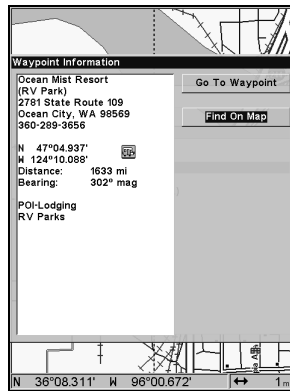 Waypoint Information
Ocean Mist Resort
(RV Park)
2781 State Route 109
Ocean City, WA 98569
360-289-3656
N 47°04.937'
W 124°10.088'
Distance: 1633 mi
Bearing: 302° mag
POI-Lodging
RV Parks
Go To Waypoint
Find On Map
N 36°08.311' W 96°00.672' ↔ 1